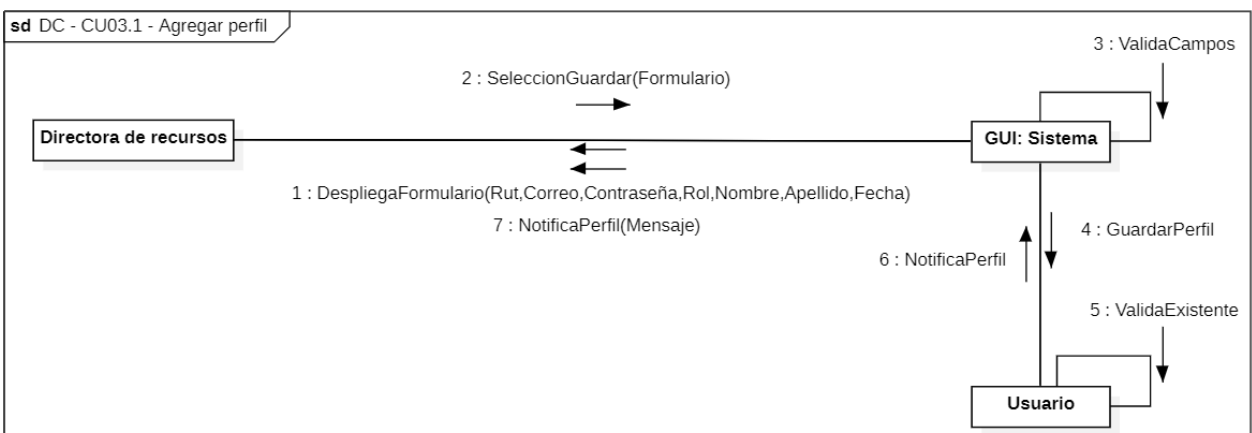 sd DC - CU03.1 - Agregar perfil
3 : ValidaCampos
2 : SeleccionGuardar(Formulario)
Directora de recursos
GUI: Sistema
1 : DespliegaFormulario(Rut,Correo,Contraseña,Rol,Nombre,Apellido,Fecha)
7 : NotificaPerfil(Mensaje)
4 : GuardarPerfil
6 : NotificaPerfil
5 : ValidaExistente
Usuario